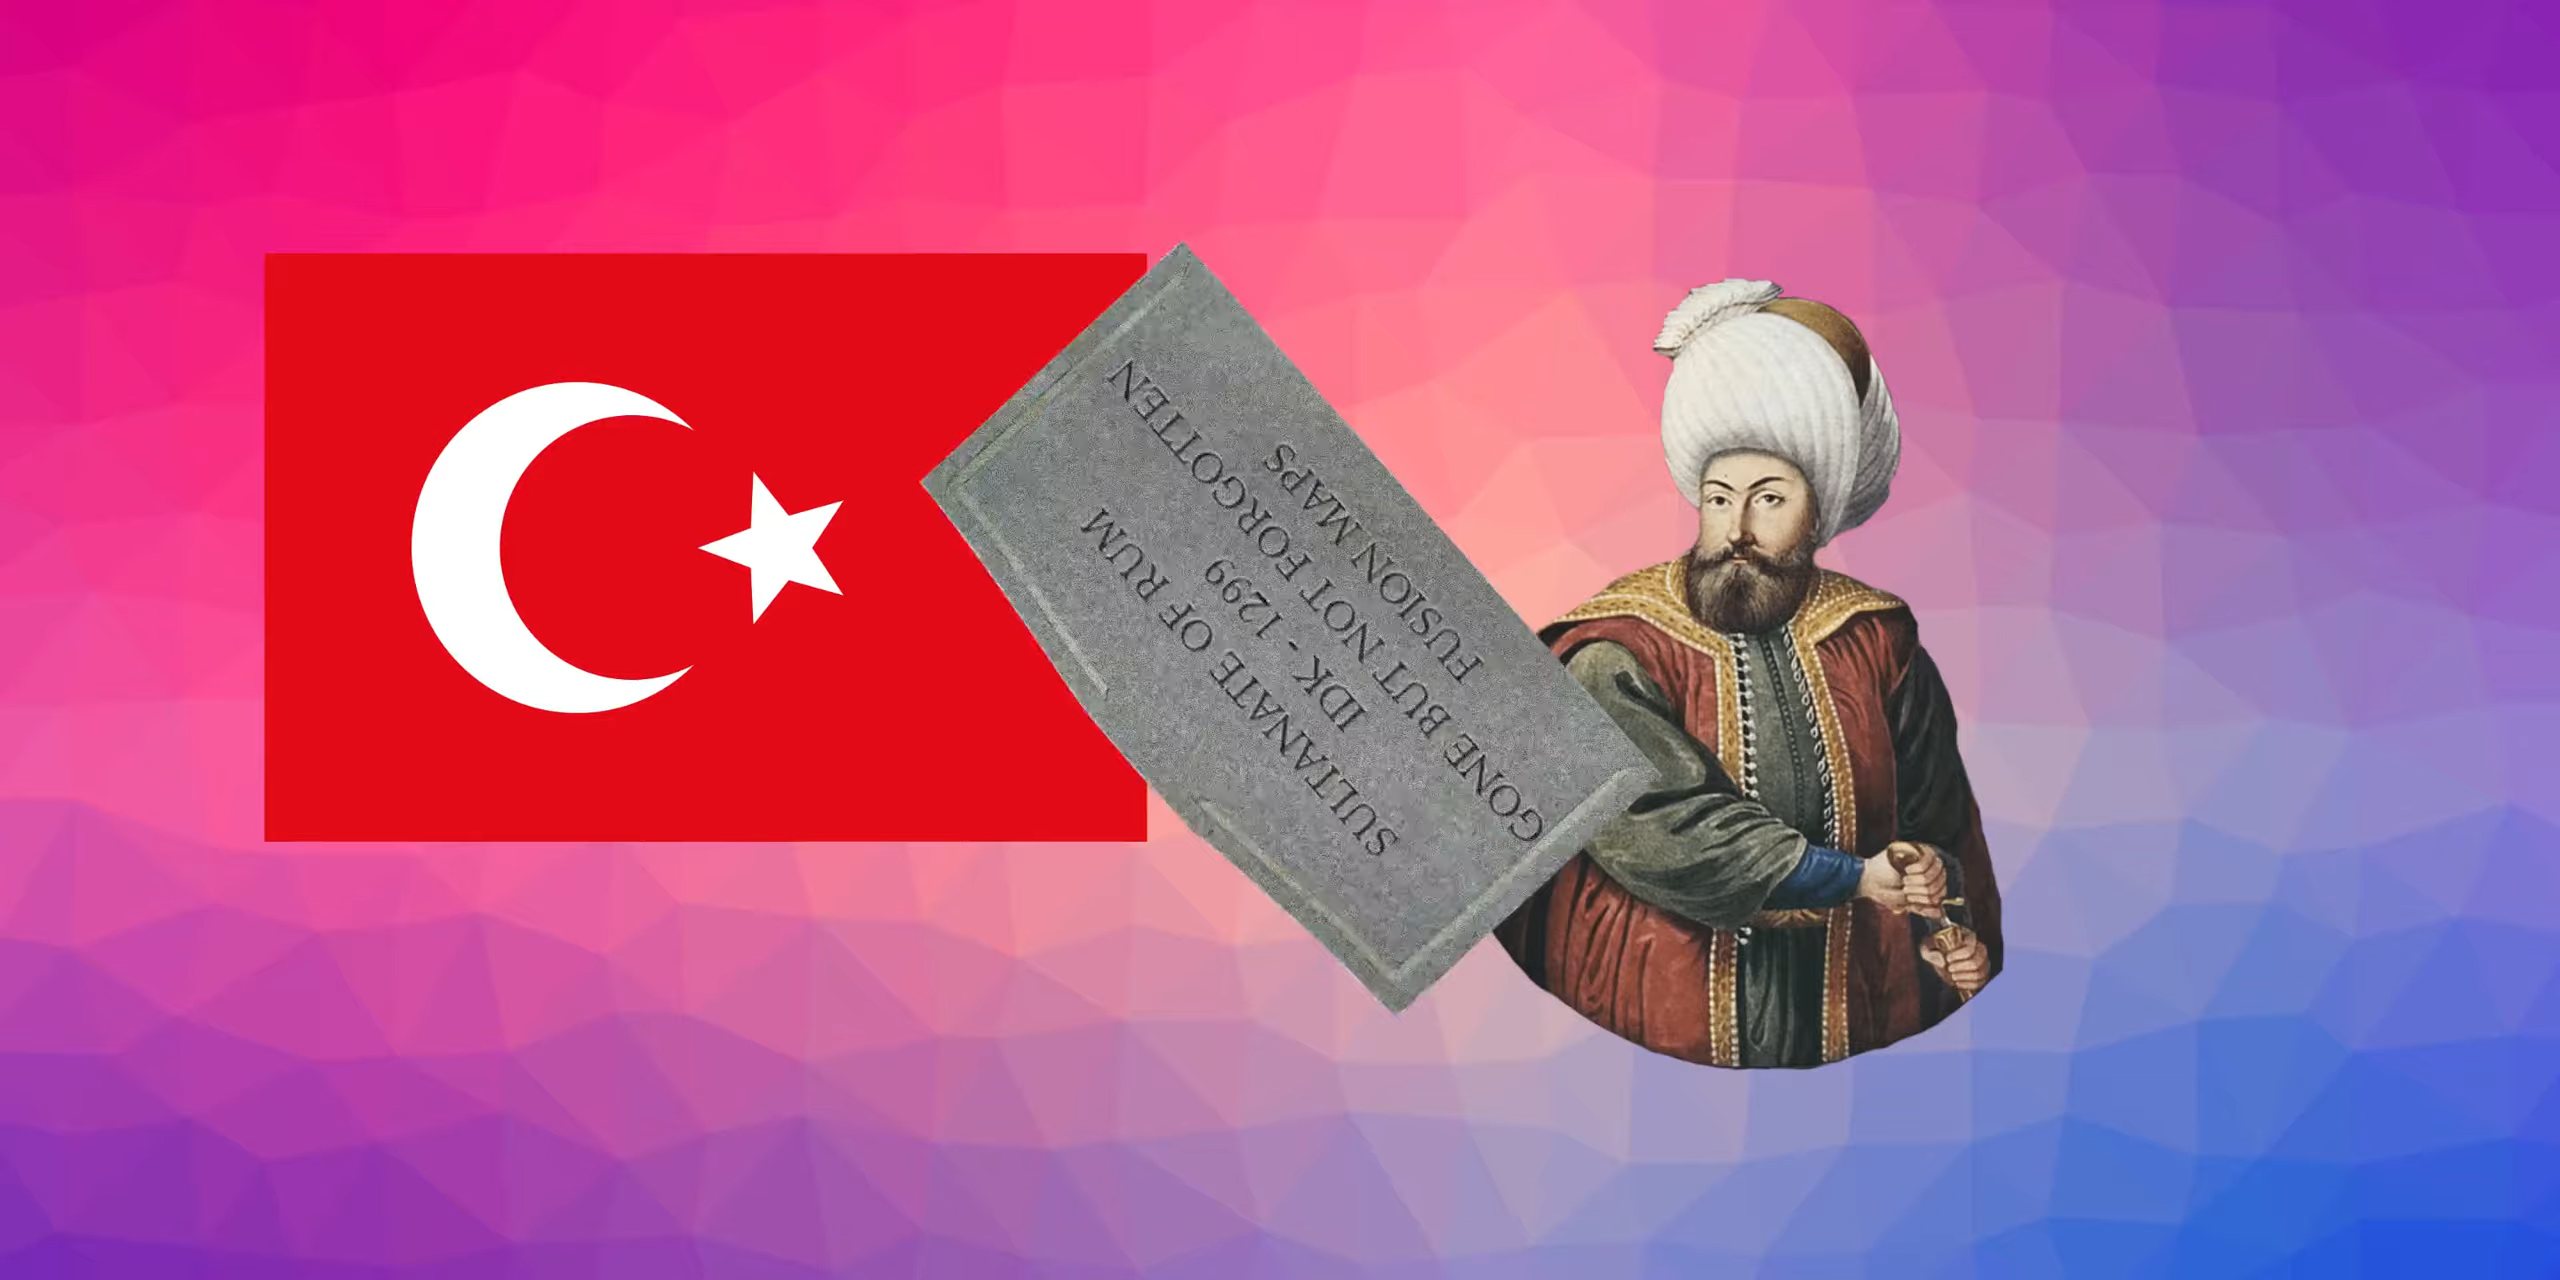 SULTANATE OF RUM
IDK - 1299
GONE BUT NOT FORGOTTEN
FUSION MAPS